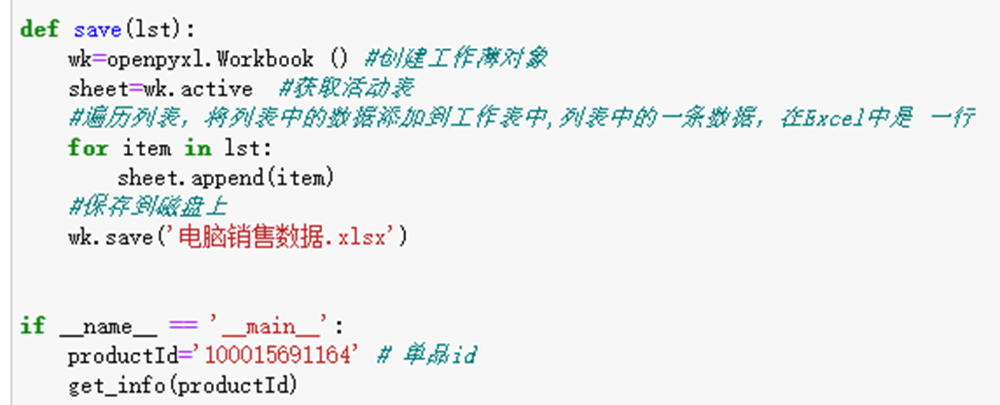 def save(lst):
    wk=openpyxl.Workbook () #创建工作薄对象
    sheet=wk.active  #获取活动表
    #遍历列表，将列表中的数据添加到工作表中,列表中的一条数据，在Excel中是 一行
    for item in lst:
        sheet.append(item)
    #保存到磁盘上
    wk.save('电脑销售数据.xlsx')
if __name__ == '__main__':
    productId='100015691164' # 单品id
    get_info(productId)